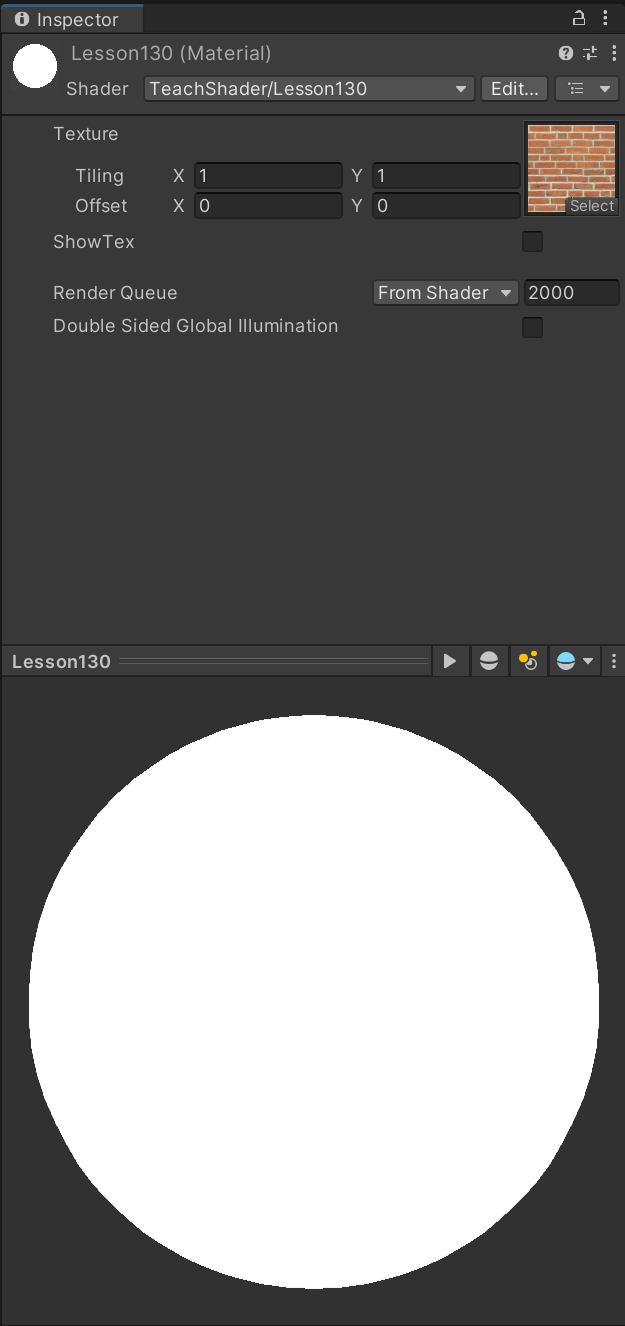 Inspector
Lesson130 (Material)
Shader TeachShader/Lesson130 Edit...
Texture
Tiling X 1 Y 1
Offset X 0 Y 0
Select
ShowTex
Render Queue From Shader 2000
Double Sided Global Illumination
Lesson130